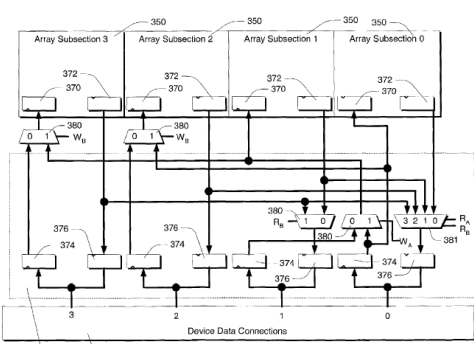 350 350 350 350
Array Subsection 3 Array Subsection 2 Array Subsection 1 Array Subsection 0
372 372 372 372
370 370 370 370
380 380
0 1 W_B 0 1 W_B
380 1 0 0 1 3 2 1 0 R_A
R_B 380 W_A 381 R_B
376 376
374 374 374 374
376 376
3 2 1 0
Device Data Connections